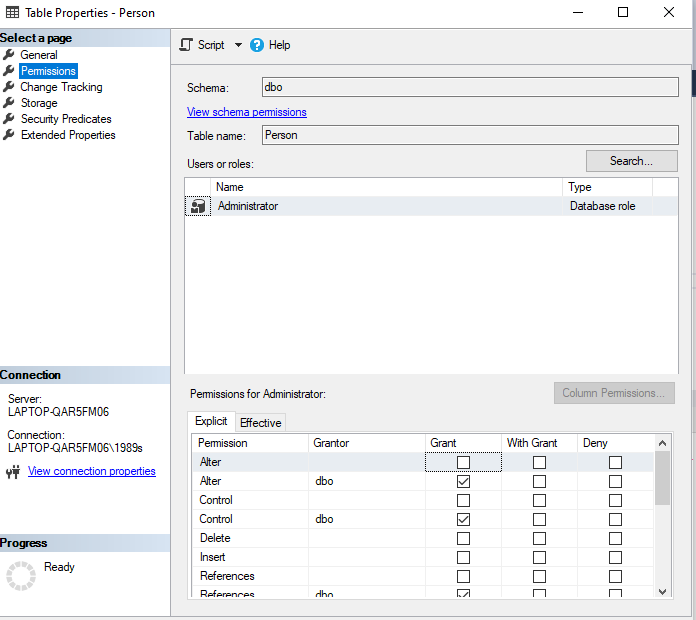 Table Properties - Person
Select a page
General
Permissions
Change Tracking
Storage
Security Predicates
Extended Properties
Connection
Server:
LAPTOP-QAR5FM06
Connection:
LAPTOP-QAR5FM06\1989s
View connection properties
Progress
Ready
Script Help
Schema: dbo
View schema permissions
Table name: Person
Users or roles: Search...
Name Type
Administrator Database role
Permissions for Administrator: Column Permissions...
Explicit Effective
Permission Grantor Grant With Grant Deny
Alter
Alter dbo
Control
Control dbo
Delete
Insert
References
References dbo